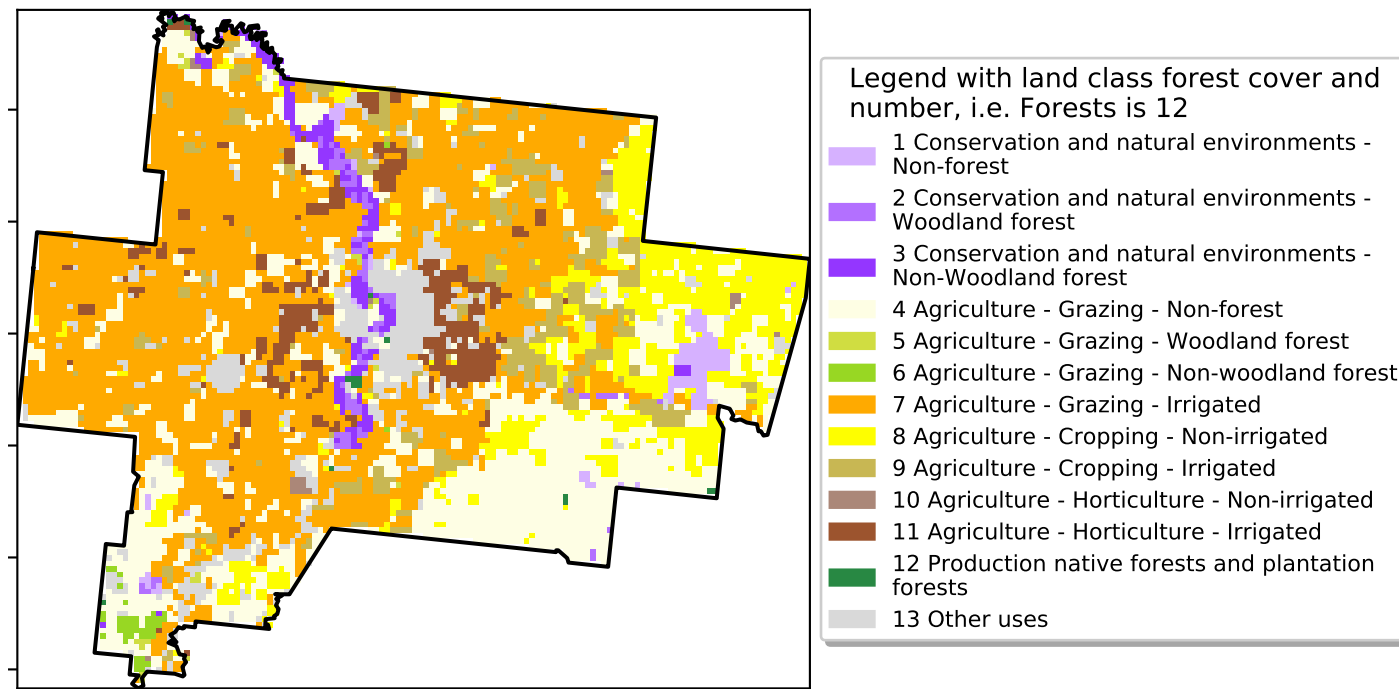 Legend with land class forest cover and
number, i.e. Forests is 12
1 Conservation and natural environments -
Non-forest
2 Conservation and natural environments -
Woodland forest
3 Conservation and natural environments -
Non-Woodland forest
4 Agriculture - Grazing - Non-forest
5 Agriculture - Grazing - Woodland forest
6 Agriculture - Grazing - Non-woodland forest
7 Agriculture - Grazing - Irrigated
8 Agriculture - Cropping - Non-irrigated
9 Agriculture - Cropping - Irrigated
10 Agriculture - Horticulture - Non-irrigated
11 Agriculture - Horticulture - Irrigated
12 Production native forests and plantation
forests
13 Other uses